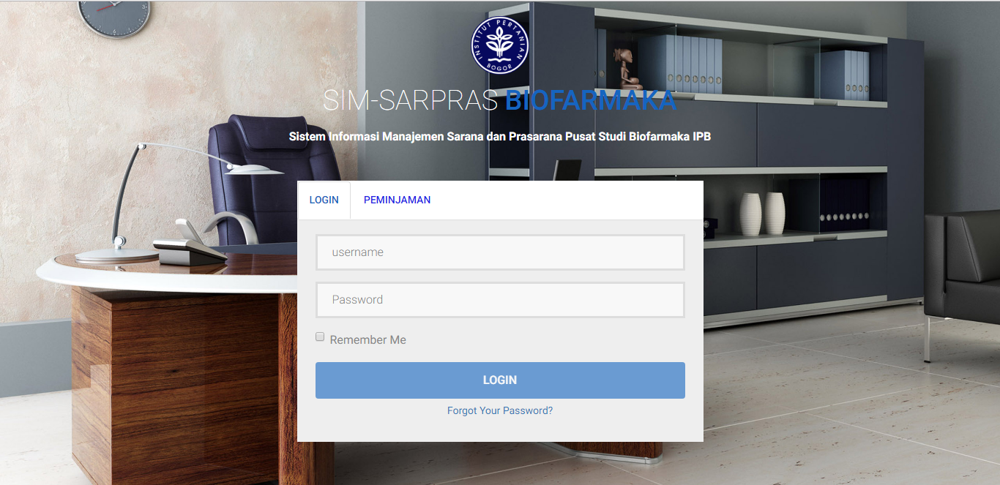 INSTITUT PERTANIAN
BOGOR
SIM-SARPRAS BIOFARMAKA
Sistem Informasi Manajemen Sarana dan Prasarana Pusat Studi Biofarmaka IPB
LOGIN PEMINJAMAN
username
Password
Remember Me
LOGIN
Forgot Your Password?